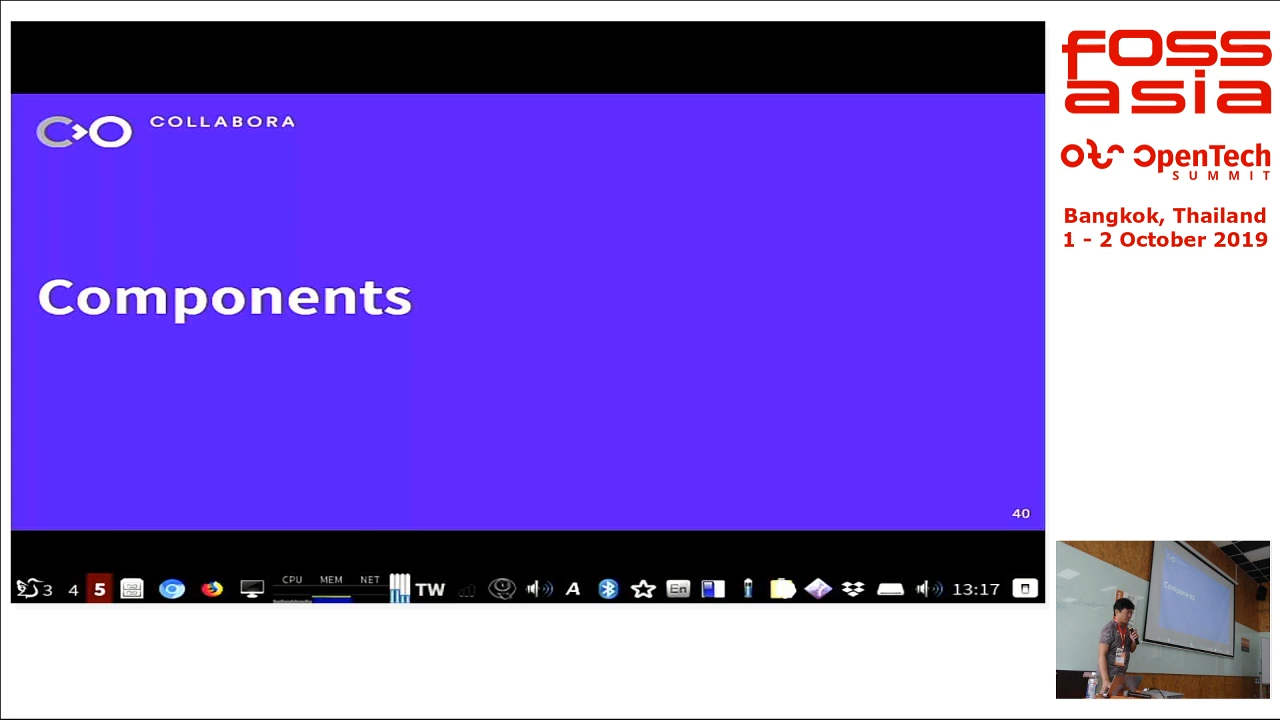 COLLABORA
Components
40
3 4 5 CPU MEM NET TW A En 13:17
foss
asia
OpenTech
SUMMIT
Bangkok, Thailand
1 - 2 October 2019
Components